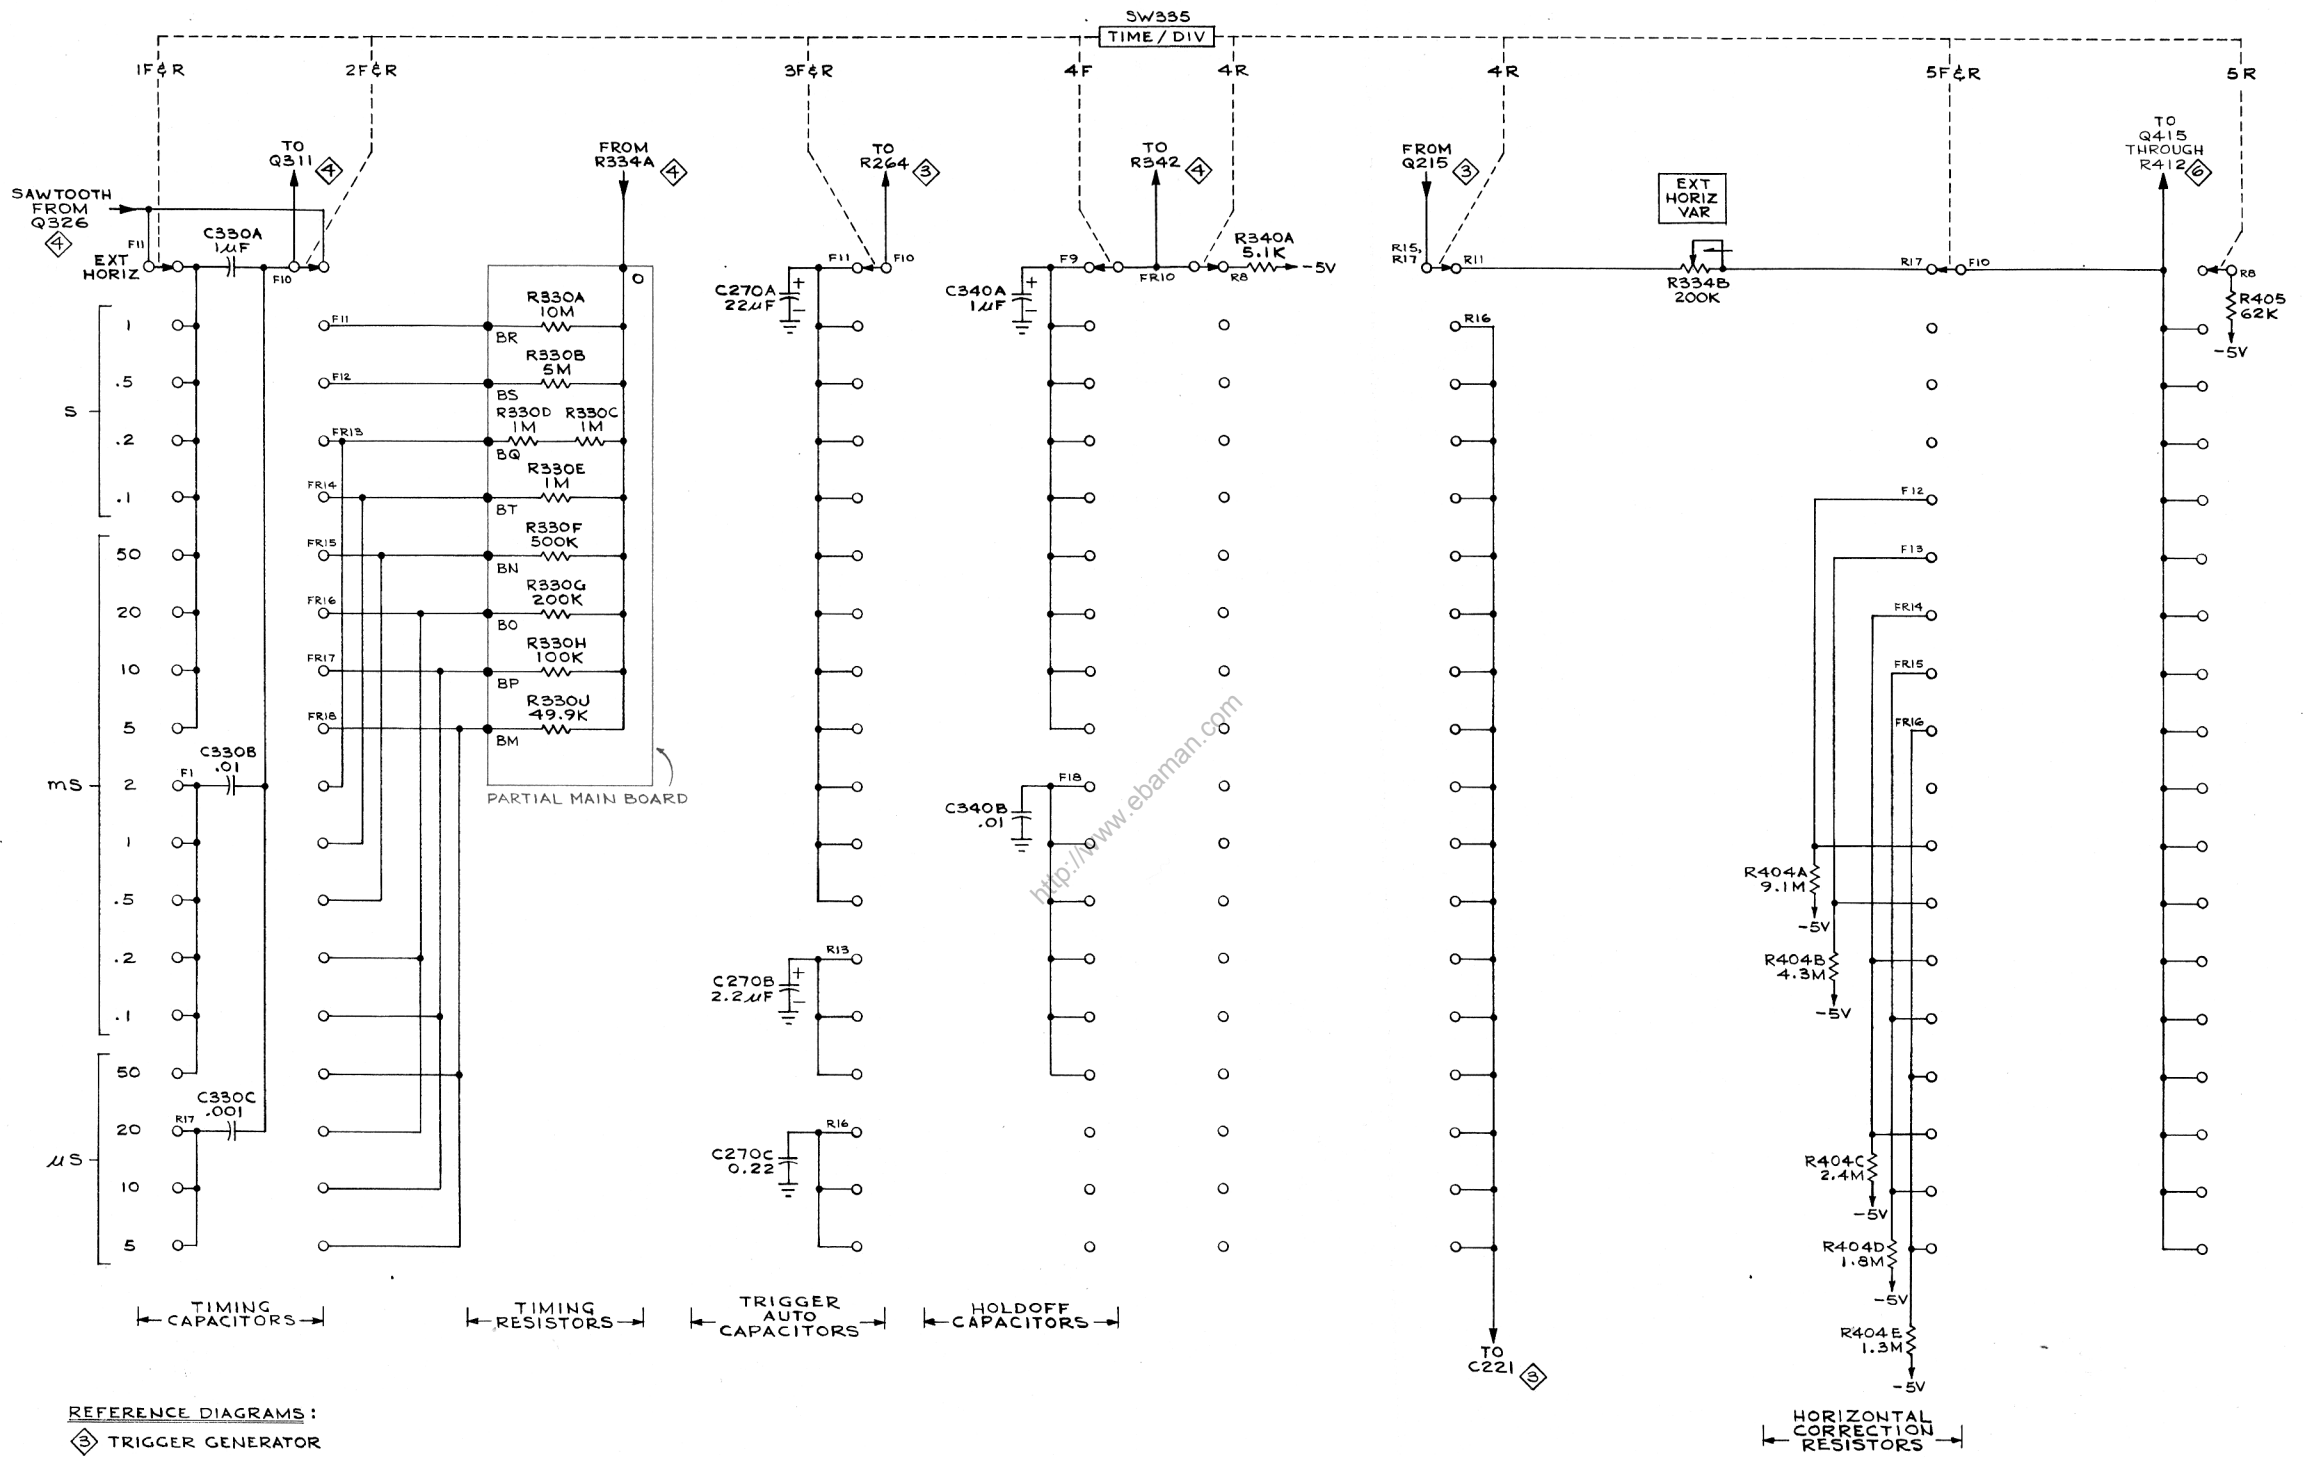 SW335
TIME / DIV
1F&R
2F&R
3F&R
4F
4R
4R
5F&R
5R
SAWTOOTH
FROM
Q326
4
TO
Q311 4
FROM
R334A 4
TO
R264 3
TO
R342 4
FROM
Q215 3
EXT
HORIZ
VAR
TO
Q415
THROUGH
R412 6
EXT
HORIZ
F11
C330A
1µF
F10
O
C270A
22µF
+
–
F11
F10
C340A
1µF
+
–
F9
FR10
R8
R340A
5.1K
-5V
R15,
R17
R11
R334B
200K
R17
F10
R8
R405
62K
-5V
S
1
.5
.2
.1
mS
50
20
10
5
2
1
.5
.2
.1
µS
50
20
10
5
C330B
.01
F1
C330C
.001
R17
F11
F12
FR13
FR14
FR15
FR16
FR17
FR18
R330A
10M
BR
R330B
5M
BS
R330D
1M
R330C
1M
BQ
R330E
1M
BT
R330F
500K
BN
R330G
200K
BO
R330H
100K
BP
R330J
49.9K
BM
PARTIAL MAIN BOARD
C270B
2.2µF
+
–
R13
C270C
0.22
R16
C340B
.01
F18
R16
F12
F13
FR14
FR15
FR16
R404A
9.1M
-5V
R404B
4.3M
-5V
R404C
2.4M
-5V
R404D
1.8M
-5V
R404E
1.3M
-5V
TO
C221 3
http://www.ebaman.com
TIMING
CAPACITORS
TIMING
RESISTORS
TRIGGER
AUTO
CAPACITORS
HOLDOFF
CAPACITORS
HORIZONTAL
CORRECTION
RESISTORS
REFERENCE DIAGRAMS:
3 TRIGGER GENERATOR